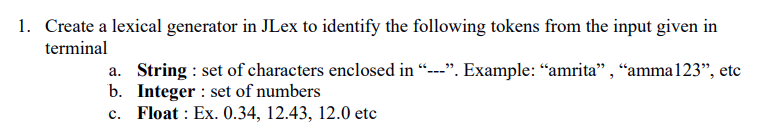 1. Create a lexical generator in JLex to identify the following tokens from the input given in
terminal
a. String : set of characters enclosed in “---”. Example: “amrita” , “amma123”, etc
b. Integer : set of numbers
c. Float : Ex. 0.34, 12.43, 12.0 etc